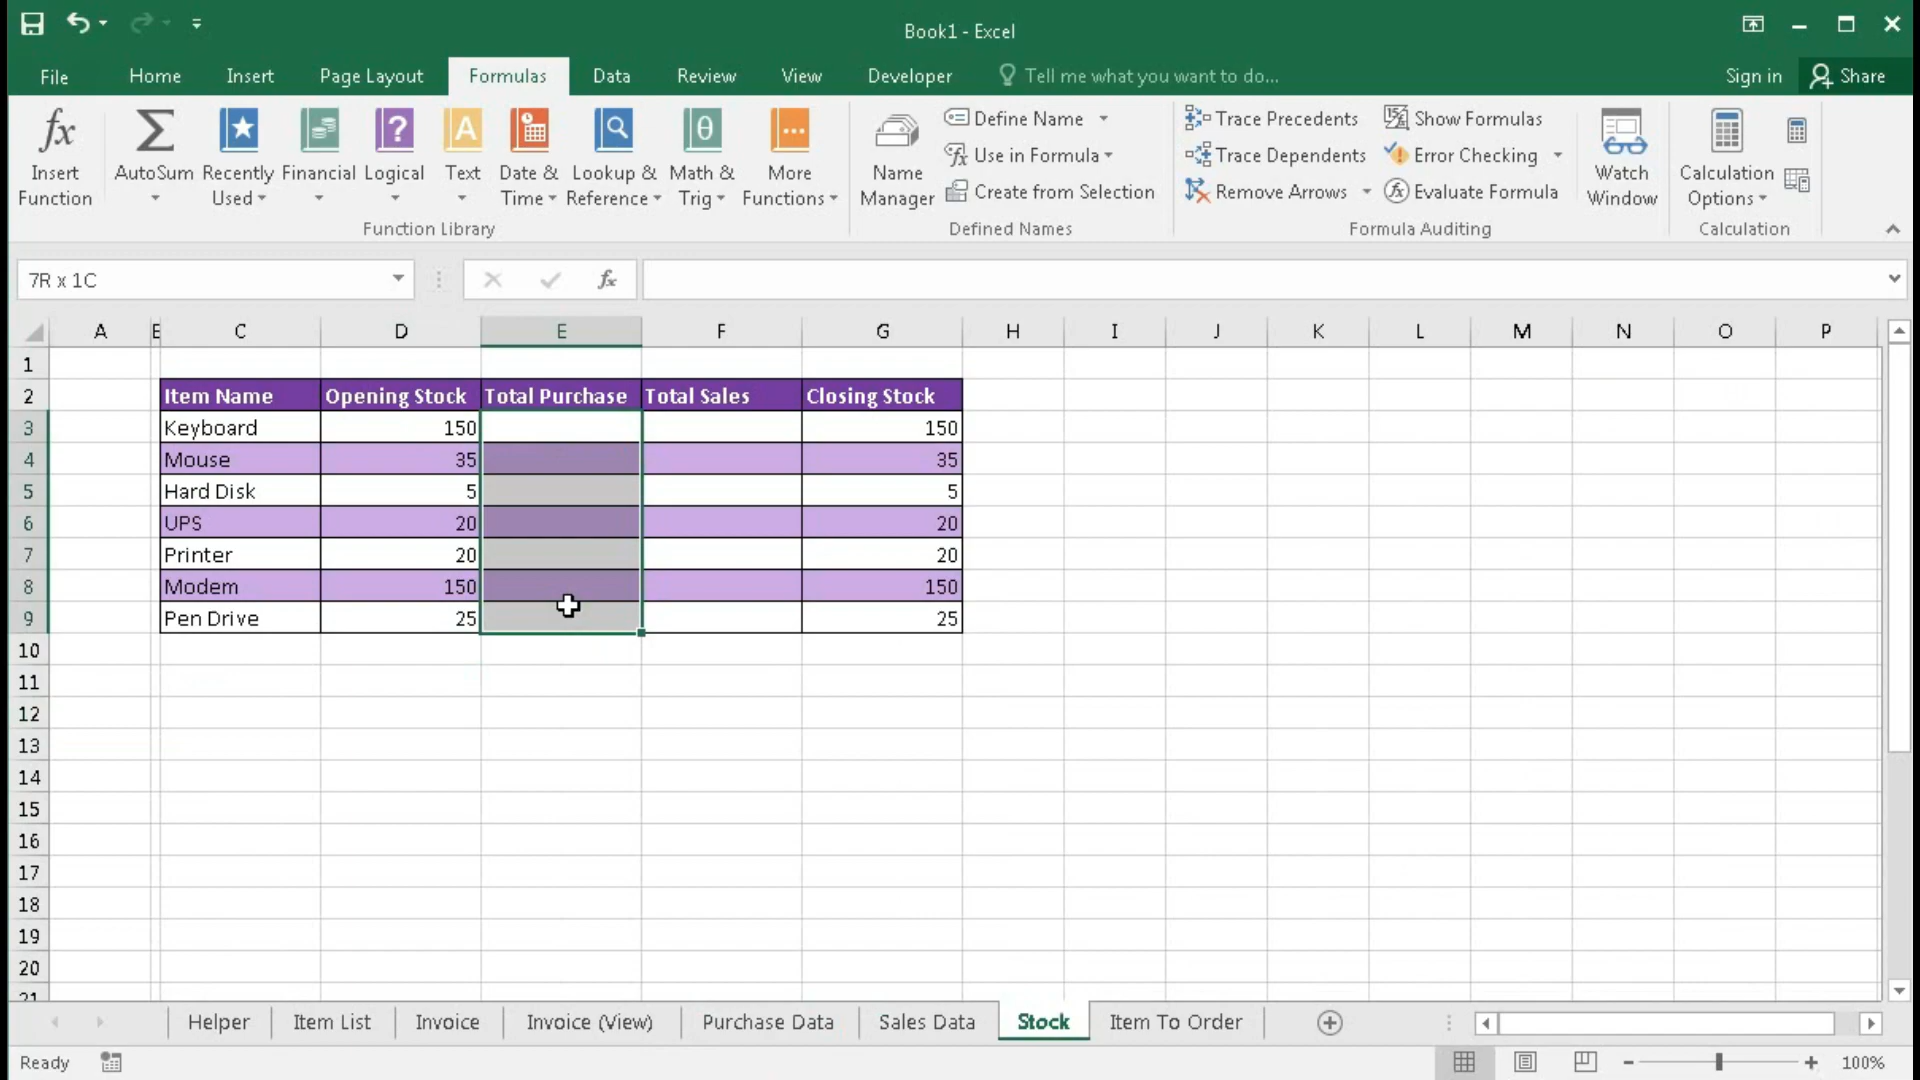 Book1 - Excel
File Home Insert Page Layout Formulas Data Review View Developer Tell me what you want to do... Sign in Share
fx Insert Function
AutoSum
Recently Used
Financial
Logical
Text
Date & Time
Lookup & Reference
Math & Trig
More Functions
Function Library
Name Manager
Define Name
Use in Formula
Create from Selection
Defined Names
Trace Precedents
Trace Dependents
Remove Arrows
Show Formulas
Error Checking
Evaluate Formula
Formula Auditing
Watch Window
Calculation Options
Calculation
7R x 1C fx
A B C D E F G H I J K L M N O P
1
2 Item Name Opening Stock Total Purchase Total Sales Closing Stock
3 Keyboard 150 150
4 Mouse 35 35
5 Hard Disk 5 5
6 UPS 20 20
7 Printer 20 20
8 Modem 150 150
9 Pen Drive 25 25
10
11
12
13
14
15
16
17
18
19
20
21
Helper Item List Invoice Invoice (View) Purchase Data Sales Data Stock Item To Order
Ready 100%